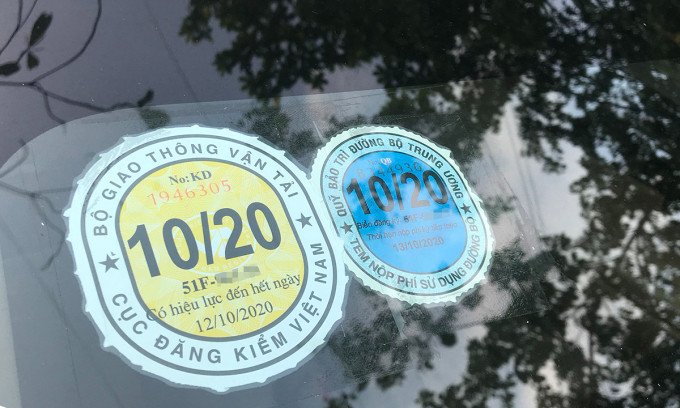 BỘ GIAO THÔNG VẬN TẢI
No:KD
1946305
10/20
51F-
Có hiệu lực đến hết ngày
12/10/2020
CỤC ĐĂNG KIỂM VIỆT NAM
QUỸ BẢO TRÌ ĐƯỜNG BỘ TRUNG ƯƠNG
QB
10/20
51F-
13/10/2020
TEM NỘP PHÍ SỬ DỤNG ĐƯỜNG BỘ